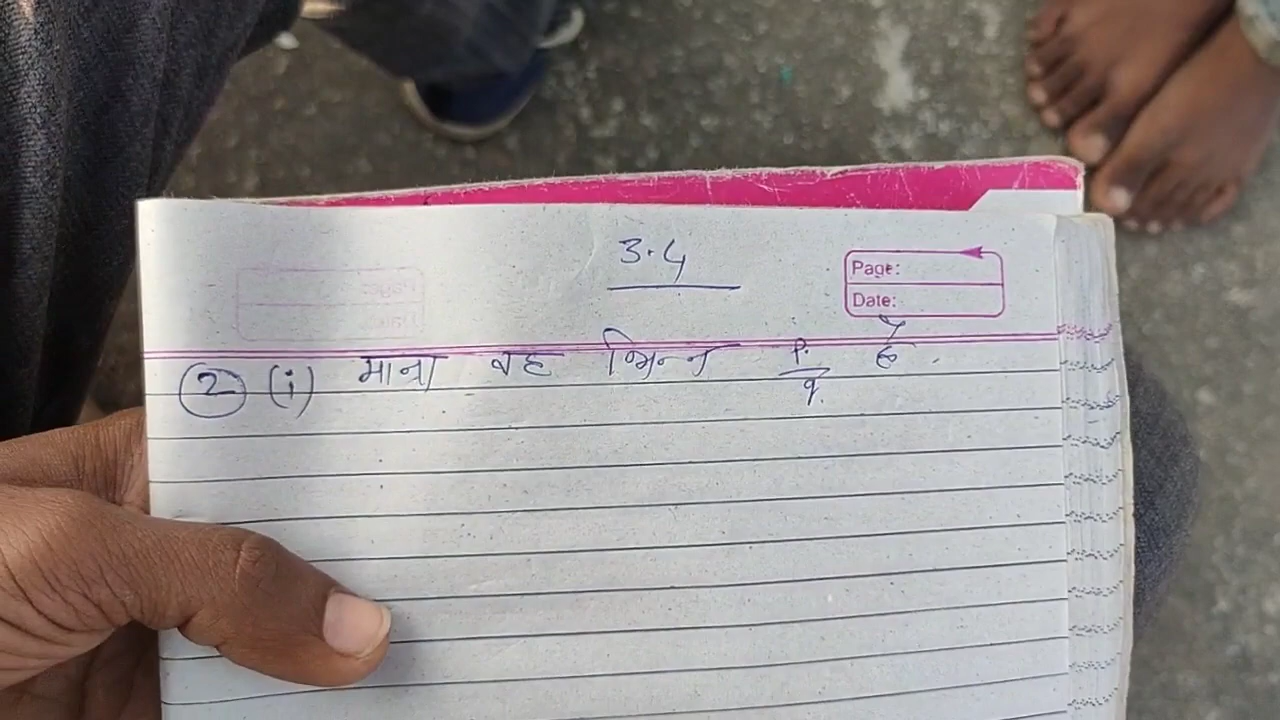 3.4
Page:
Date:
② (i) माना वह भिन्न p/q है.